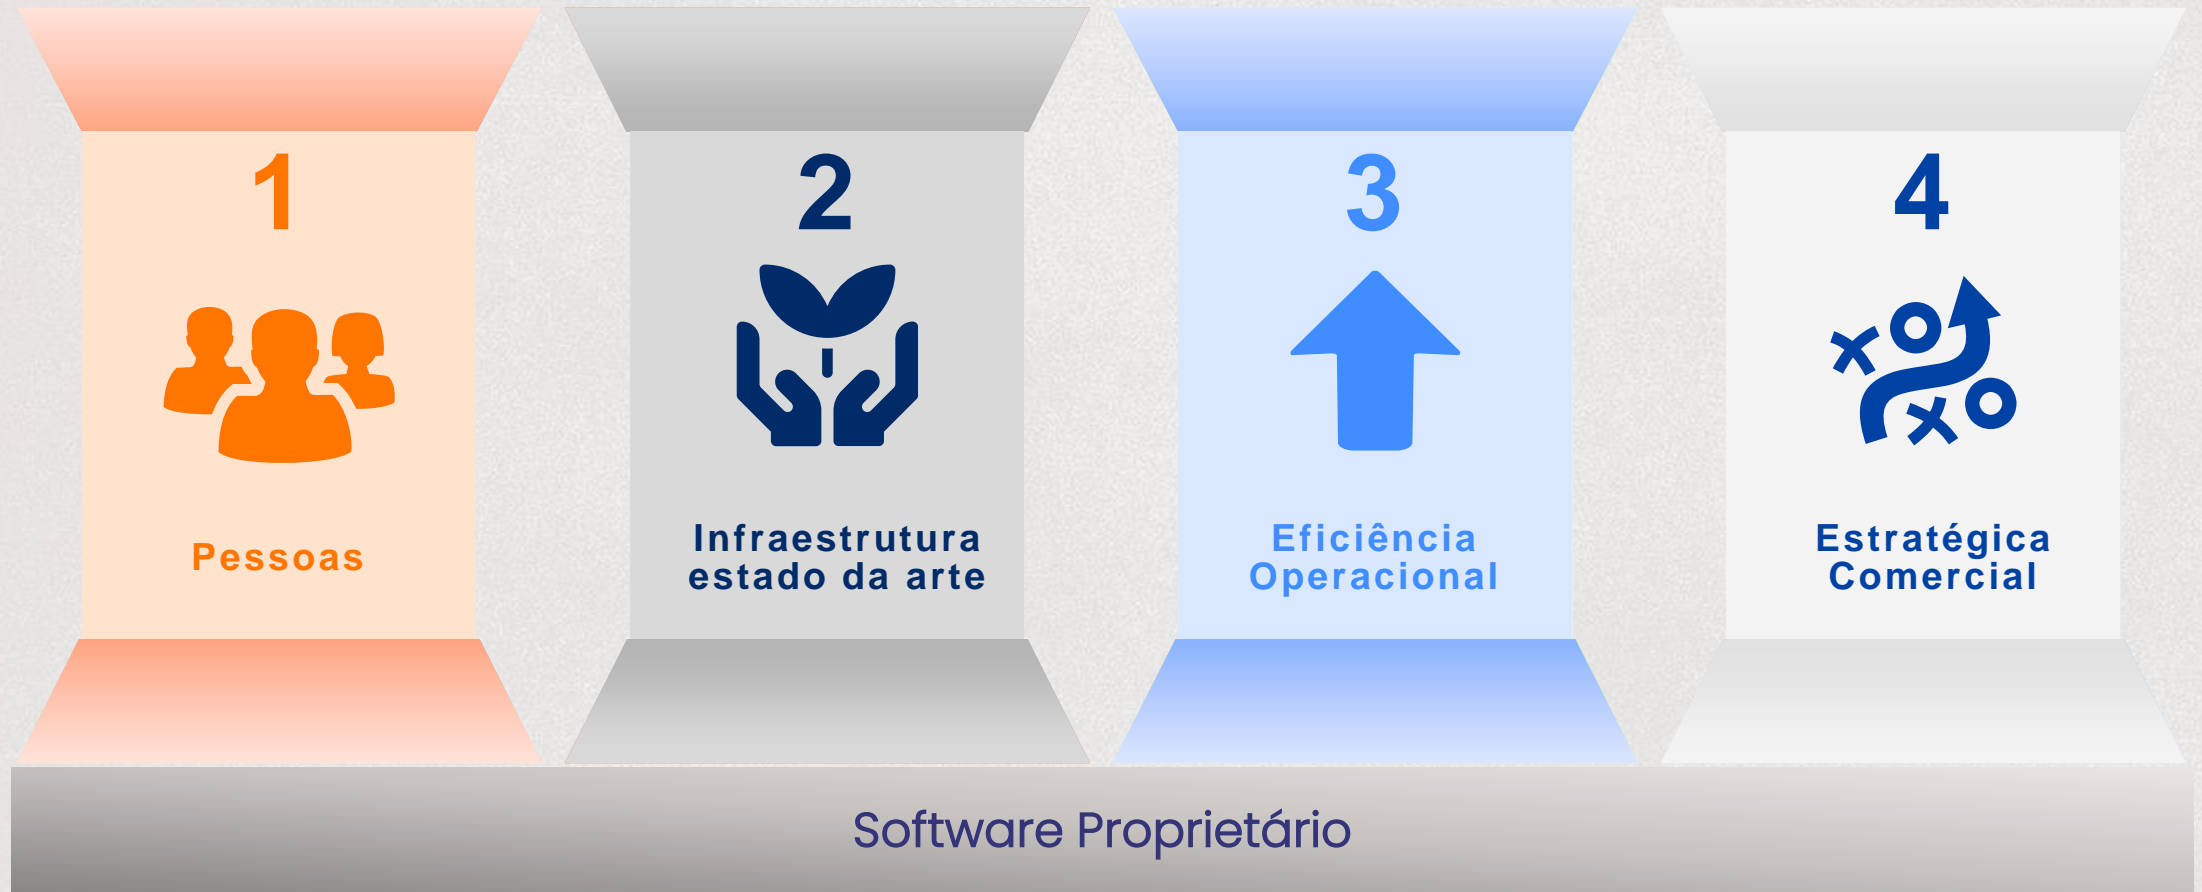 1
2
3
4
Pessoas
Infraestrutura
estado da arte
Eficiência
Operacional
Estratégica
Comercial
Software Proprietário